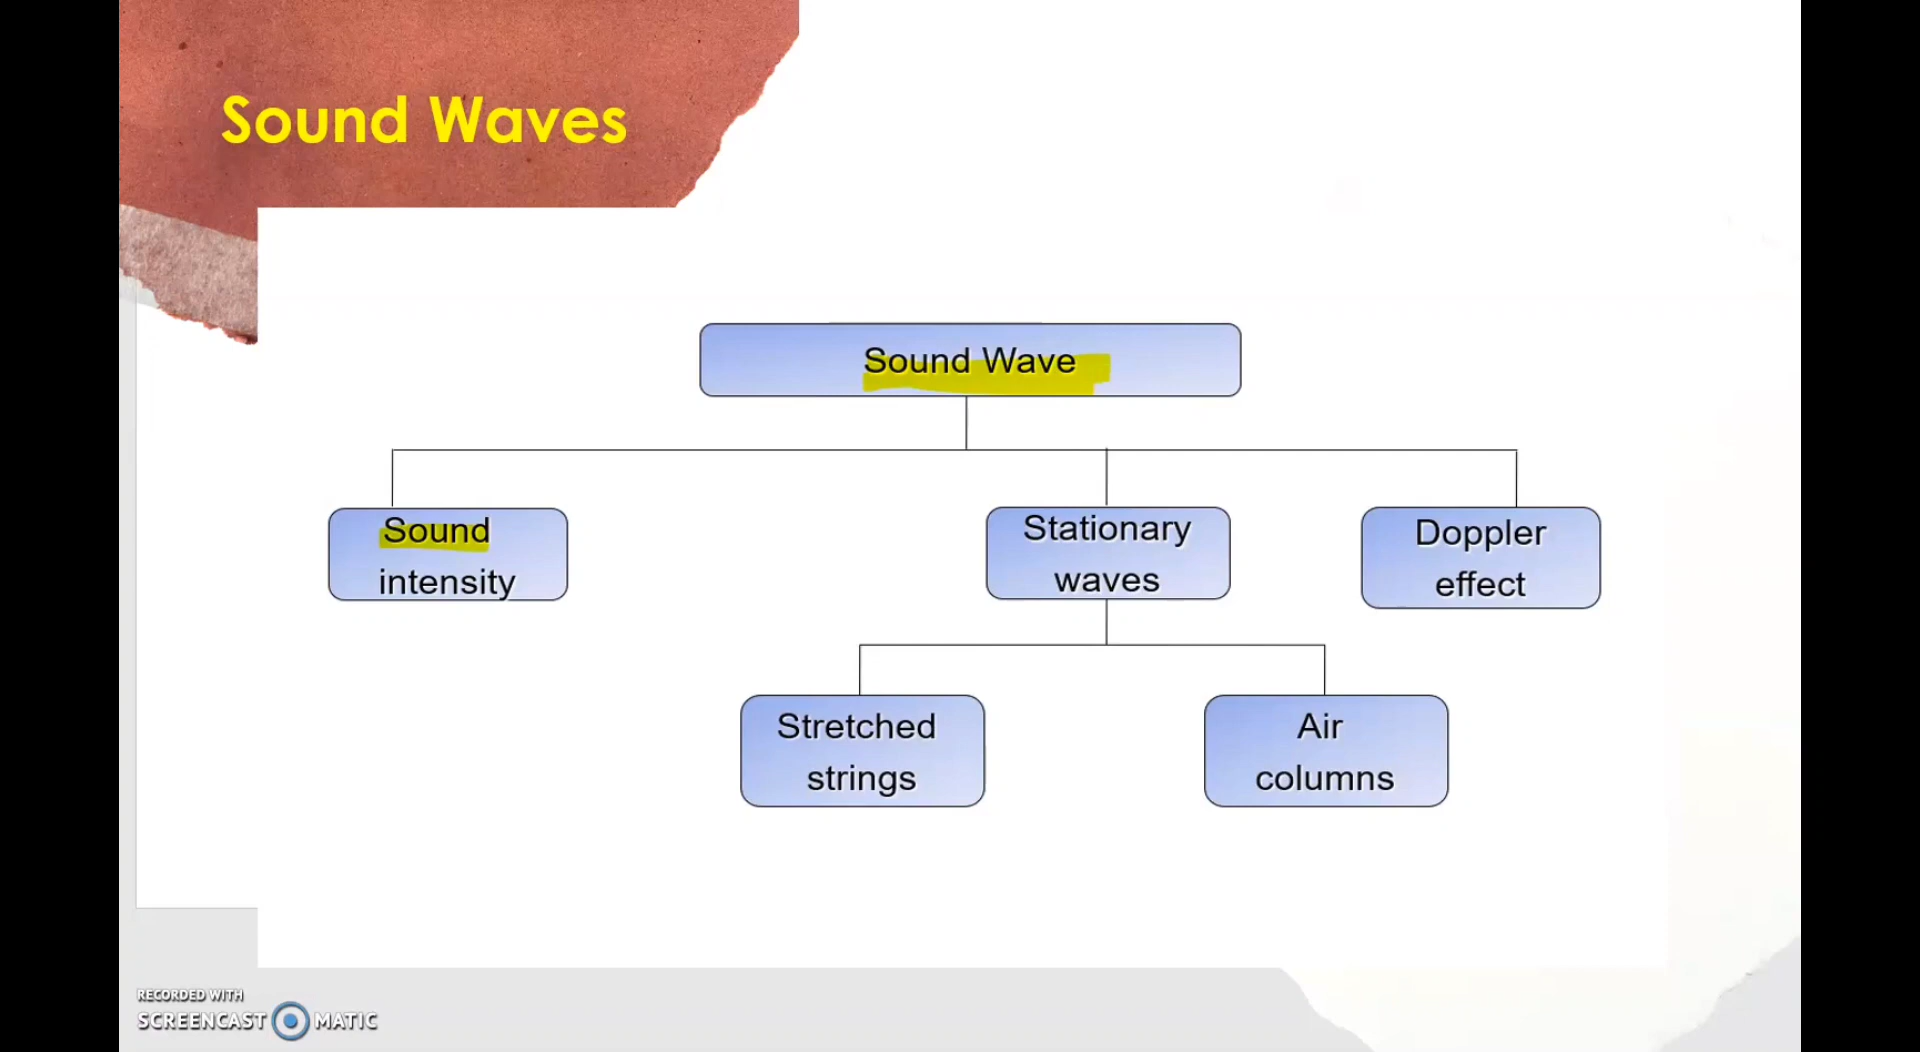 Sound Waves
Sound Wave
Sound
intensity
Stationary
waves
Doppler
effect
Stretched
strings
Air
columns
RECORDED WITH
SCREENCAST MATIC